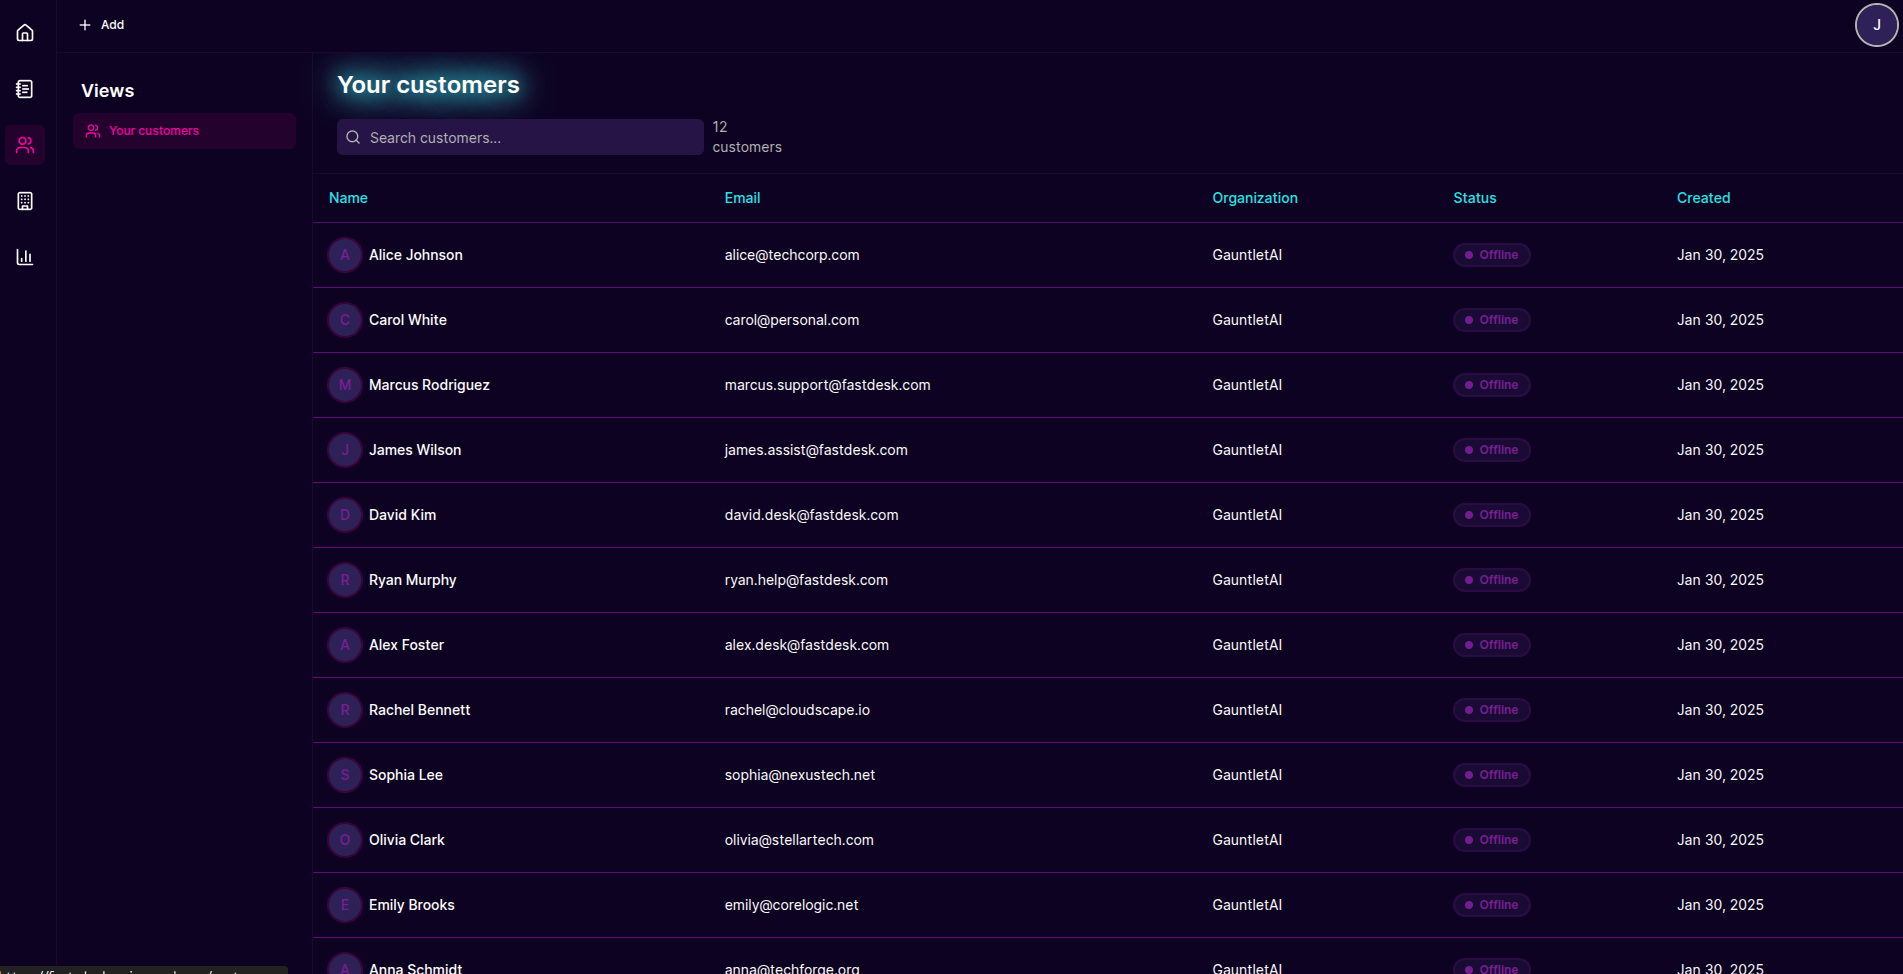 Add
J
Views
Your customers
Your customers
Search customers...
12
customers
Name Email Organization Status Created
A Alice Johnson alice@techcorp.com GauntletAI Offline Jan 30, 2025
C Carol White carol@personal.com GauntletAI Offline Jan 30, 2025
M Marcus Rodriguez marcus.support@fastdesk.com GauntletAI Offline Jan 30, 2025
J James Wilson james.assist@fastdesk.com GauntletAI Offline Jan 30, 2025
D David Kim david.desk@fastdesk.com GauntletAI Offline Jan 30, 2025
R Ryan Murphy ryan.help@fastdesk.com GauntletAI Offline Jan 30, 2025
A Alex Foster alex.desk@fastdesk.com GauntletAI Offline Jan 30, 2025
R Rachel Bennett rachel@cloudscape.io GauntletAI Offline Jan 30, 2025
S Sophia Lee sophia@nexustech.net GauntletAI Offline Jan 30, 2025
O Olivia Clark olivia@stellartech.com GauntletAI Offline Jan 30, 2025
E Emily Brooks emily@corelogic.net GauntletAI Offline Jan 30, 2025
A Anna Schmidt anna@techforge.org GauntletAI Offline Jan 30, 2025